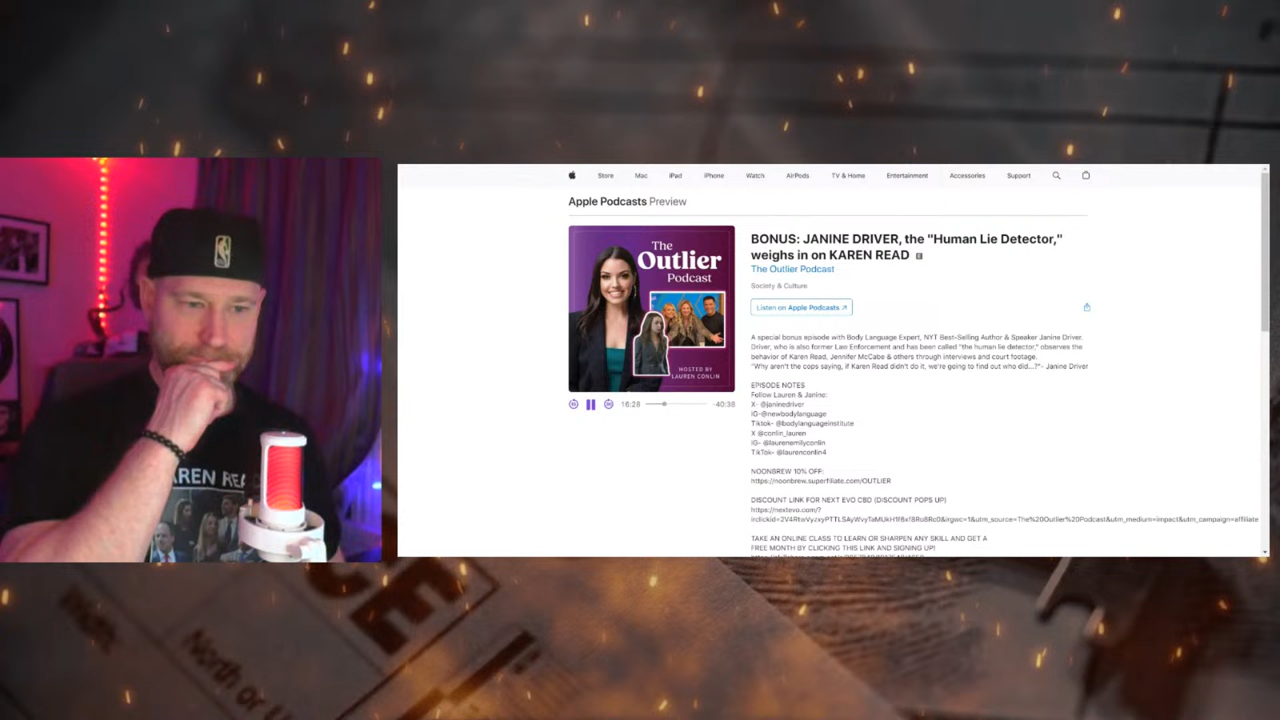 Store Mac iPad iPhone Watch AirPods TV & Home Entertainment Accessories Support
Apple Podcasts Preview
The
Outlier
Podcast
HOSTED BY
LAUREN CONLIN
16:28 -40:38
BONUS: JANINE DRIVER, the "Human Lie Detector,"
weighs in on KAREN READ E
The Outlier Podcast
Society & Culture
Listen on Apple Podcasts ↗
A special bonus episode with Body Language Expert, NYT Best-Selling Author & Speaker Janine Driver.
Driver, who is also former Law Enforcement and has been called "the human lie detector," observes the
behavior of Karen Read, Jennifer McCabe & others through interviews and court footage.
"Why aren't the cops saying, if Karen Read didn't do it, we're going to find out who did...?"- Janine Driver
EPISODE NOTES
Follow Lauren & Janine:
X- @janinedriver
IG-@newbodylanguage
Tiktok- @bodylanguageinstitute
X @conlin_lauren
IG- @laurenemilyconlin
TikTok- @laurenconlin4
NOONBREW 10% OFF:
https://noonbrew.superfiliate.com/OUTLIER
DISCOUNT LINK FOR NEXT EVO CBD (DISCOUNT POPS UP)
https://nextevo.com/?
TAKE AN ONLINE CLASS TO LEARN OR SHARPEN ANY SKILL AND GET A
FREE MONTH BY CLICKING THIS LINK AND SIGNING UP!
AREN REA
CE
North or